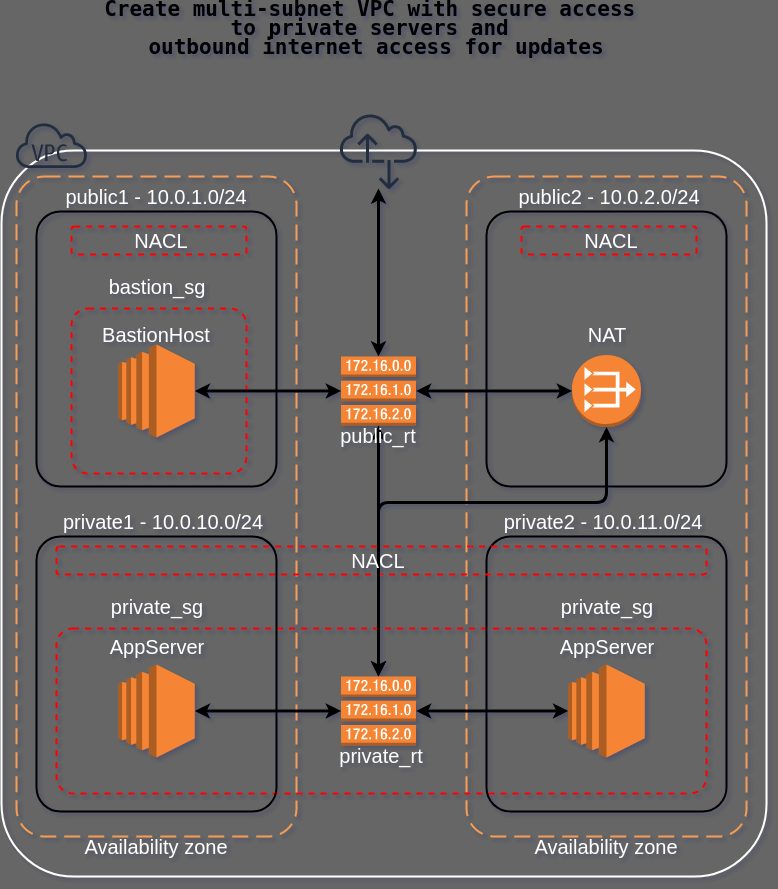 Create multi-subnet VPC with secure access
to private servers and
outbound internet access for updates
VPC
public1 - 10.0.1.0/24
public2 - 10.0.2.0/24
NACL
NACL
bastion_sg
BastionHost
NAT
172.16.0.0
172.16.1.0
172.16.2.0
public_rt
private1 - 10.0.10.0/24
private2 - 10.0.11.0/24
NACL
private_sg
private_sg
AppServer
AppServer
172.16.0.0
172.16.1.0
172.16.2.0
private_rt
Availability zone
Availability zone